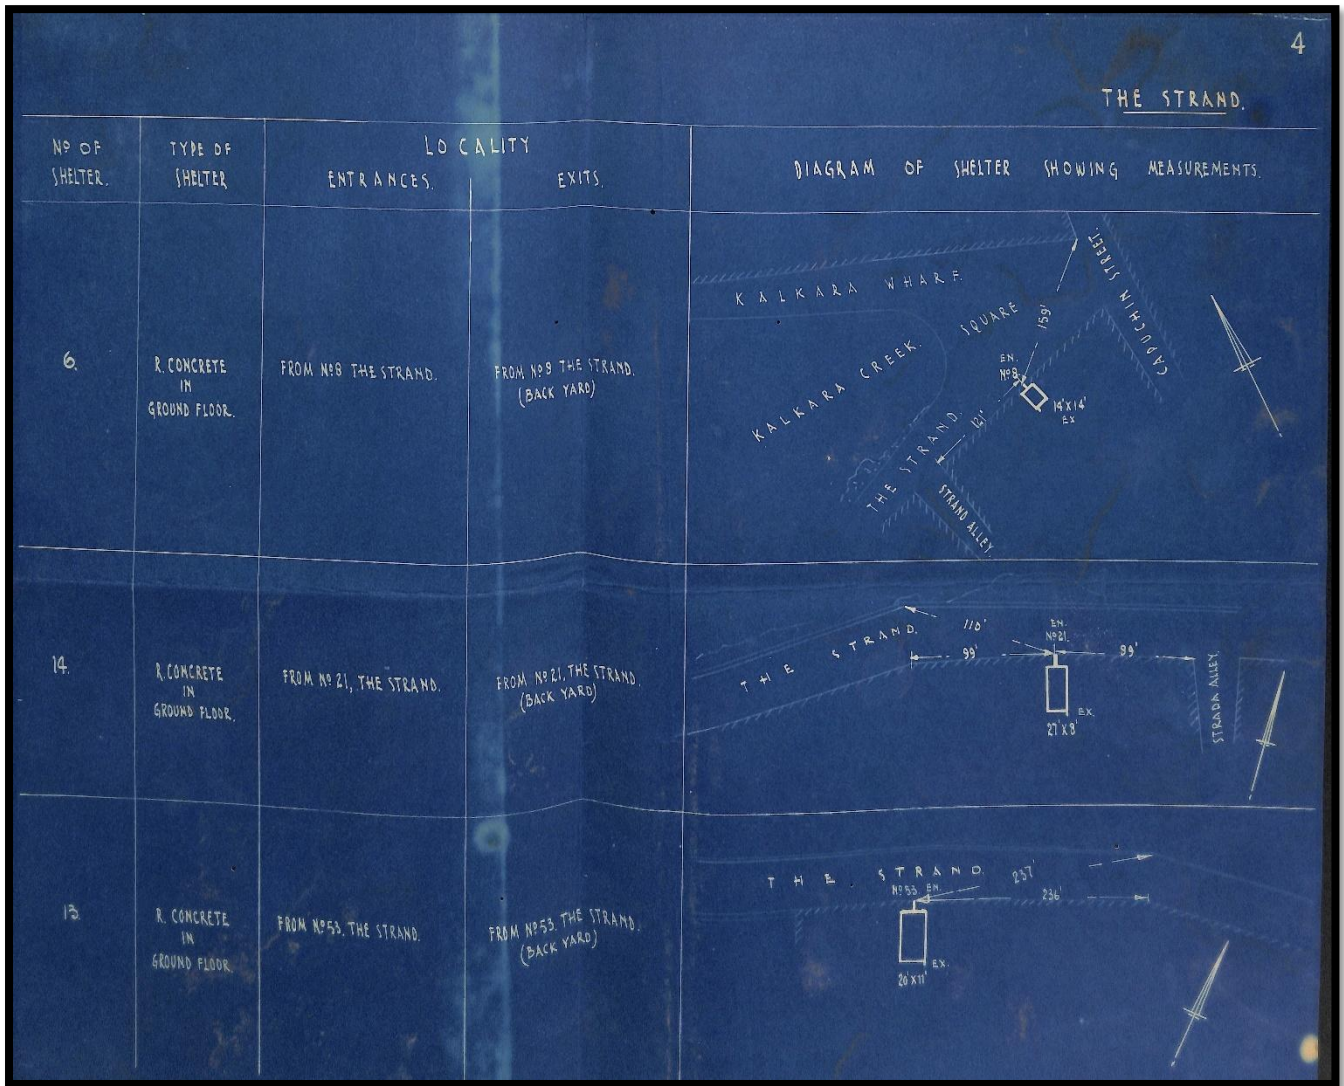 4
THE STRAND.
Nº OF
SHELTER.
TYPE OF
SHELTER
LOCALITY
ENTRANCES.
EXITS.
DIAGRAM OF SHELTER SHOWING MEASUREMENTS.
6.
R. CONCRETE
IN
GROUND FLOOR.
FROM Nº8 THE STRAND.
FROM Nº9 THE STRAND.
(BACK YARD)
KALKARA WHARF.
CAPUCHIN STREET.
SQUARE
159'
KALKARA CREEK.
EN.
Nº8
14'X14'
EX
121'
THE STRAND.
STRAND ALLEY.
14.
R. CONCRETE
IN
GROUND FLOOR.
FROM Nº 21, THE STRAND.
FROM Nº 21, THE STRAND.
(BACK YARD)
THE STRAND.
110'
EN.
Nº21.
99'
99'
STRADA ALLEY.
EX.
27'X8'
13.
R. CONCRETE
IN
GROUND FLOOR.
FROM Nº53. THE STRAND.
FROM Nº53. THE STRAND.
(BACK YARD)
THE STRAND.
237'
Nº53. EN.
236'
EX.
20'X11'